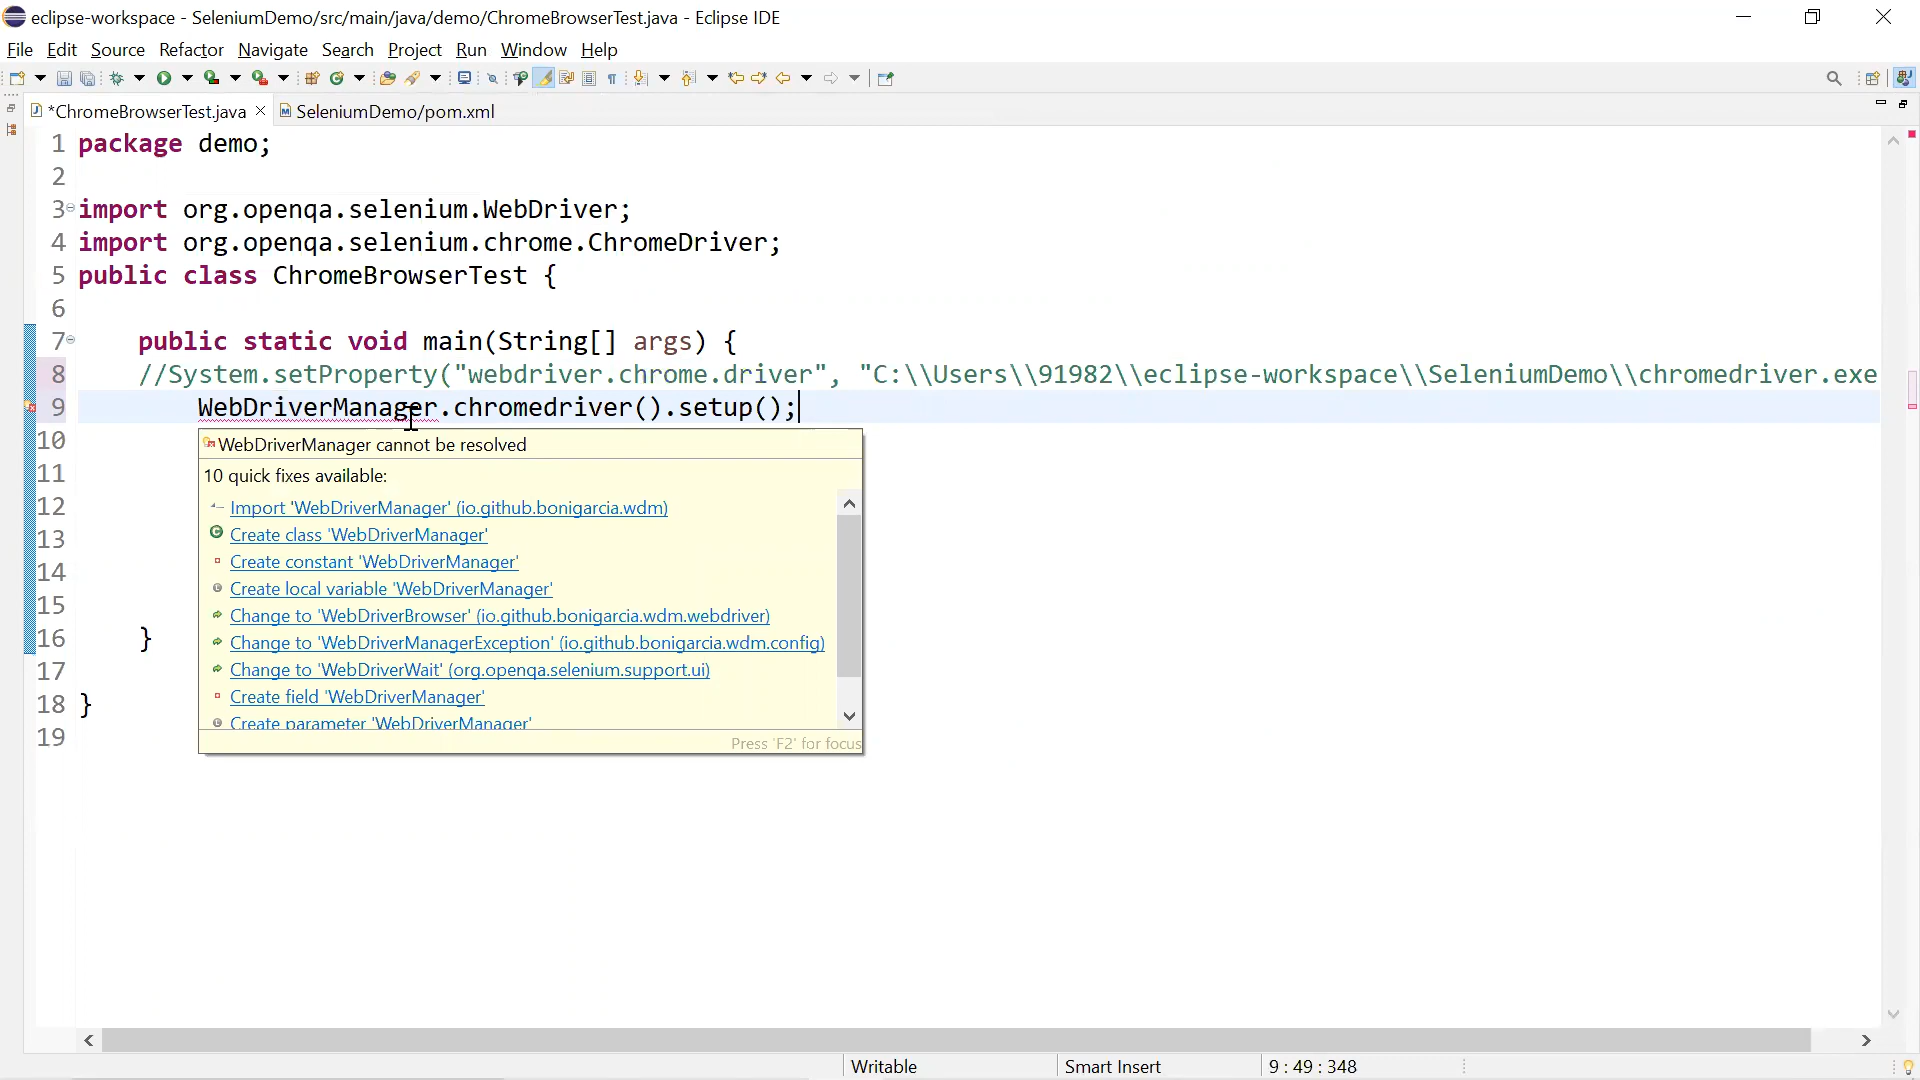 eclipse-workspace - SeleniumDemo/src/main/java/demo/ChromeBrowserTest.java - Eclipse IDE
File Edit Source Refactor Navigate Search Project Run Window Help
*ChromeBrowserTest.java SeleniumDemo/pom.xml
1 package demo;
2
3 import org.openqa.selenium.WebDriver;
4 import org.openqa.selenium.chrome.ChromeDriver;
5 public class ChromeBrowserTest {
6
7 public static void main(String[] args) {
8 //System.setProperty("webdriver.chrome.driver", "C:\\Users\\91982\\eclipse-workspace\\SeleniumDemo\\chromedriver.exe
9 WebDriverManager.chromedriver().setup();
10 WebDriverManager cannot be resolved
11 10 quick fixes available:
12 Import 'WebDriverManager' (io.github.bonigarcia.wdm)
13 Create class 'WebDriverManager'
14 Create constant 'WebDriverManager'
Create local variable 'WebDriverManager'
15 Change to 'WebDriverBrowser' (io.github.bonigarcia.wdm.webdriver)
16 } Change to 'WebDriverManagerException' (io.github.bonigarcia.wdm.config)
17 Change to 'WebDriverWait' (org.openqa.selenium.support.ui)
18 } Create field 'WebDriverManager'
Create parameter 'WebDriverManager'
19 Press 'F2' for focus
Writable Smart Insert 9 : 49 : 348